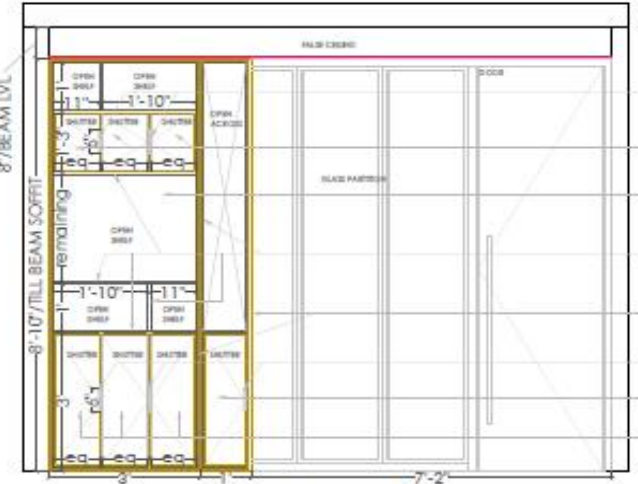 FALSE CEILING
8"/BEAM LVL
OPEN
SHELF
OPEN
SHELF
DOOR
11"
1'-10"
OPEN
ACROSS
SHUTTER
SHUTTER
SHUTTER
6"
eq
eq
eq
GLASS PARTITION
8'-10"/TILL BEAM SOFFIT
remaining
OPEN
SHELF
1'-10"
11"
OPEN
SHELF
OPEN
SHELF
SHUTTER
SHUTTER
SHUTTER
SHUTTER
3'
6"
eq
eq
eq
3'
1'
7'-2"